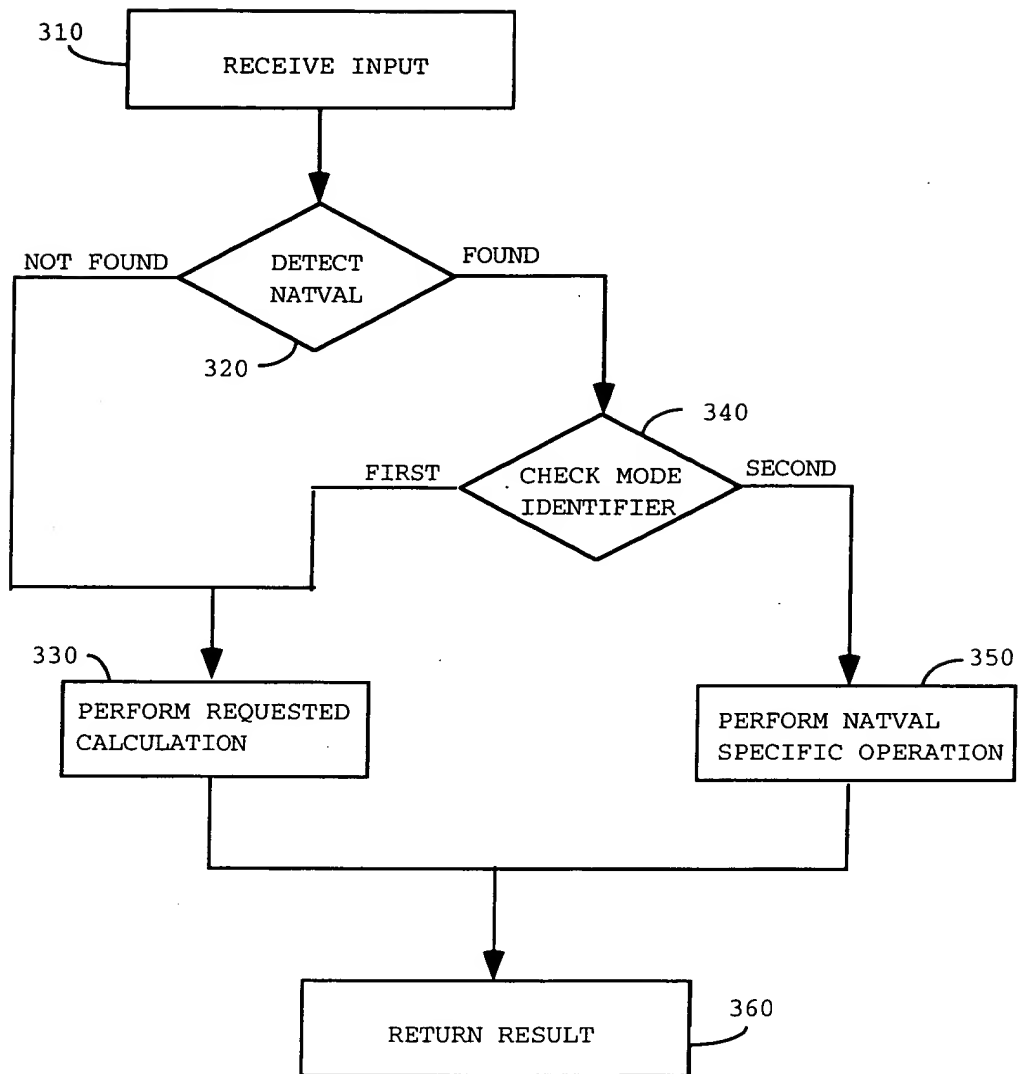 310
RECEIVE INPUT
NOT FOUND
DETECT
NATVAL
FOUND
320
340
FIRST
CHECK MODE
IDENTIFIER
SECOND
330
PERFORM REQUESTED
CALCULATION
350
PERFORM NATVAL
SPECIFIC OPERATION
RETURN RESULT
360